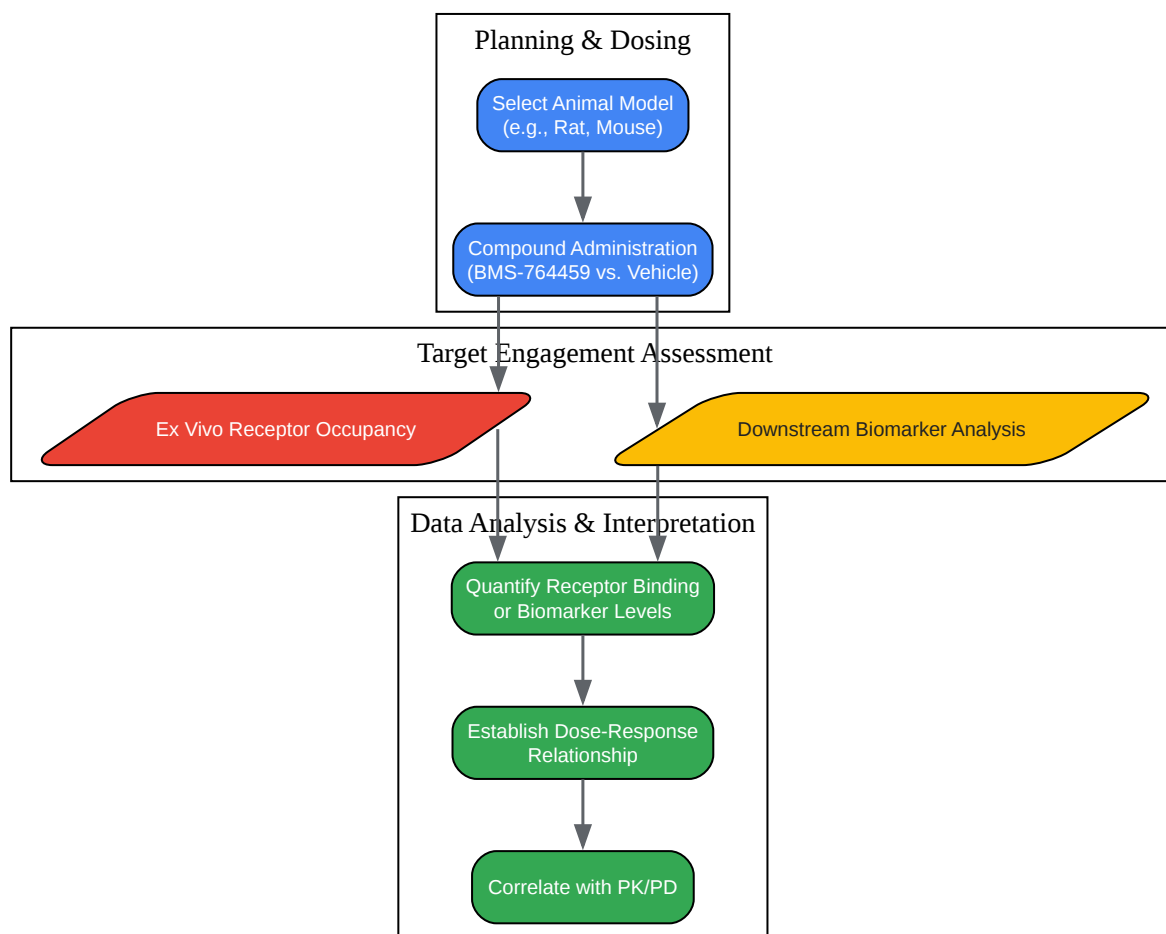 Planning & Dosing
Select Animal Model
(e.g., Rat, Mouse)
Compound Administration
(BMS-764459 vs. Vehicle)
Target Engagement Assessment
Ex Vivo Receptor Occupancy
Downstream Biomarker Analysis
Data Analysis & Interpretation
Quantify Receptor Binding
or Biomarker Levels
Establish Dose-Response
Relationship
Correlate with PK/PD